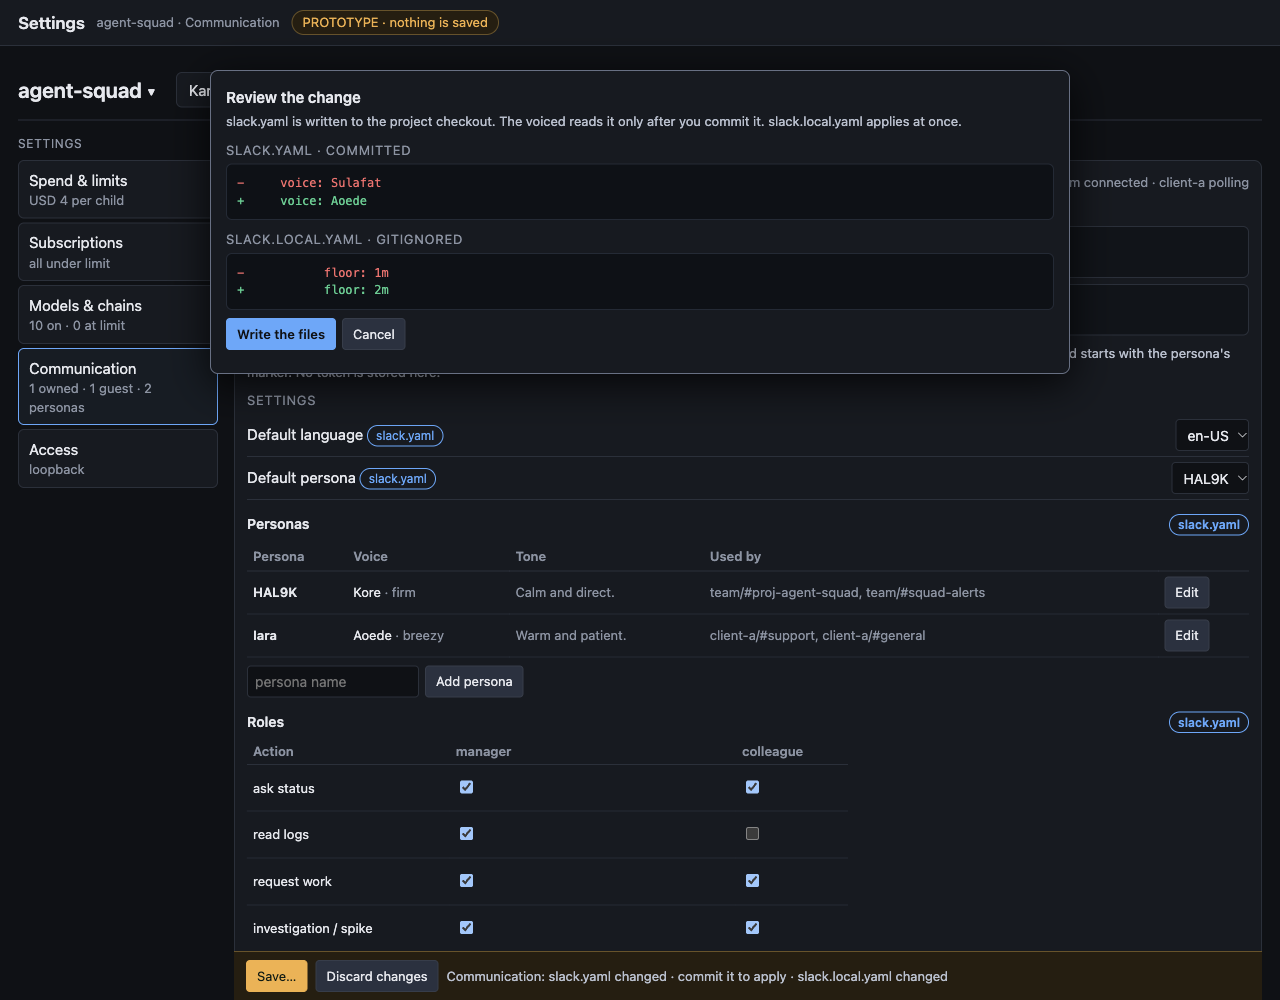 Settings agent-squad · Communication PROTOTYPE · nothing is saved
agent-squad ▾
SETTINGS
Spend & limits
USD 4 per child
Subscriptions
all under limit
Models & chains
10 on · 0 at limit
Communication
1 owned · 1 guest · 2
personas
Access
loopback
Review the change
slack.yaml is written to the project checkout. The voiced reads it only after you commit it. slack.local.yaml applies at once.
SLACK.YAML · COMMITTED
− voice: Sulafat
+ voice: Aoede
SLACK.LOCAL.YAML · GITIGNORED
− floor: 1m
+ floor: 2m
Write the files Cancel
connected · client-a polling
starts with the persona's
marker. No token is stored here.
SETTINGS
Default language slack.yaml en-US
Default persona slack.yaml HAL9K
Personas slack.yaml
Persona Voice Tone Used by
HAL9K Kore · firm Calm and direct. team/#proj-agent-squad, team/#squad-alerts Edit
Iara Aoede · breezy Warm and patient. client-a/#support, client-a/#general Edit
persona name Add persona
Roles slack.yaml
Action manager colleague
ask status
read logs
request work
investigation / spike
Save... Discard changes Communication: slack.yaml changed · commit it to apply · slack.local.yaml changed